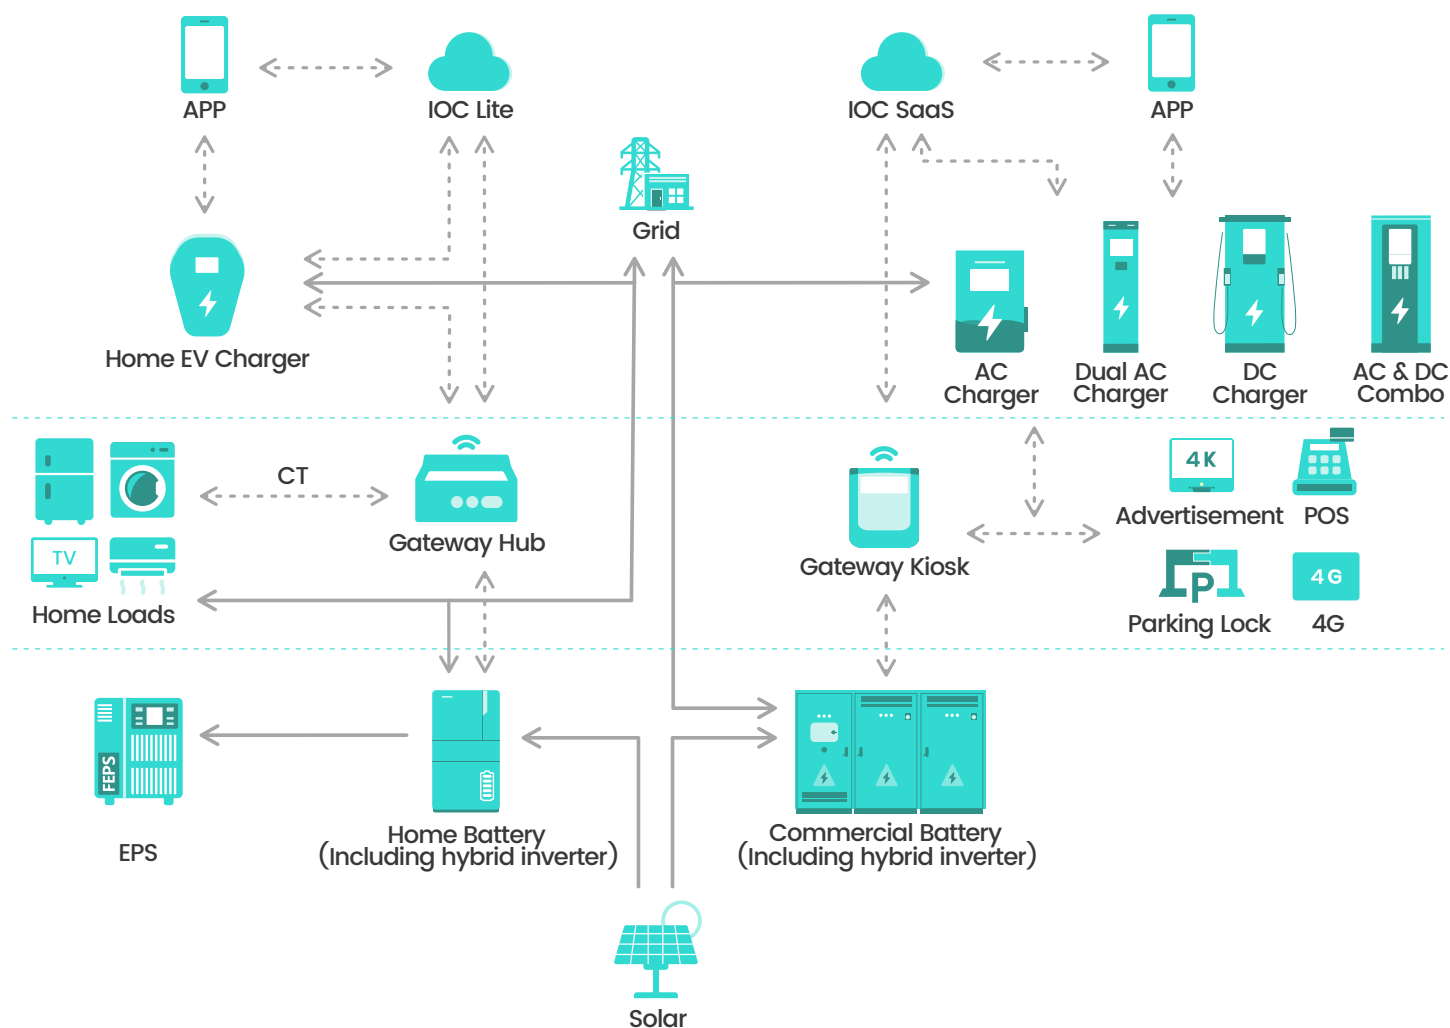 APP
IOC Lite
IOC SaaS
APP
Grid
Home EV Charger
AC
Charger
Dual AC
Charger
DC
Charger
AC & DC
Combo
CT
4K
Advertisement
POS
TV
Gateway Hub
Gateway Kiosk
Home Loads
P
Parking Lock
4G
4G
FEPS
EPS
Home Battery
(Including hybrid inverter)
Commercial Battery
(Including hybrid inverter)
Solar